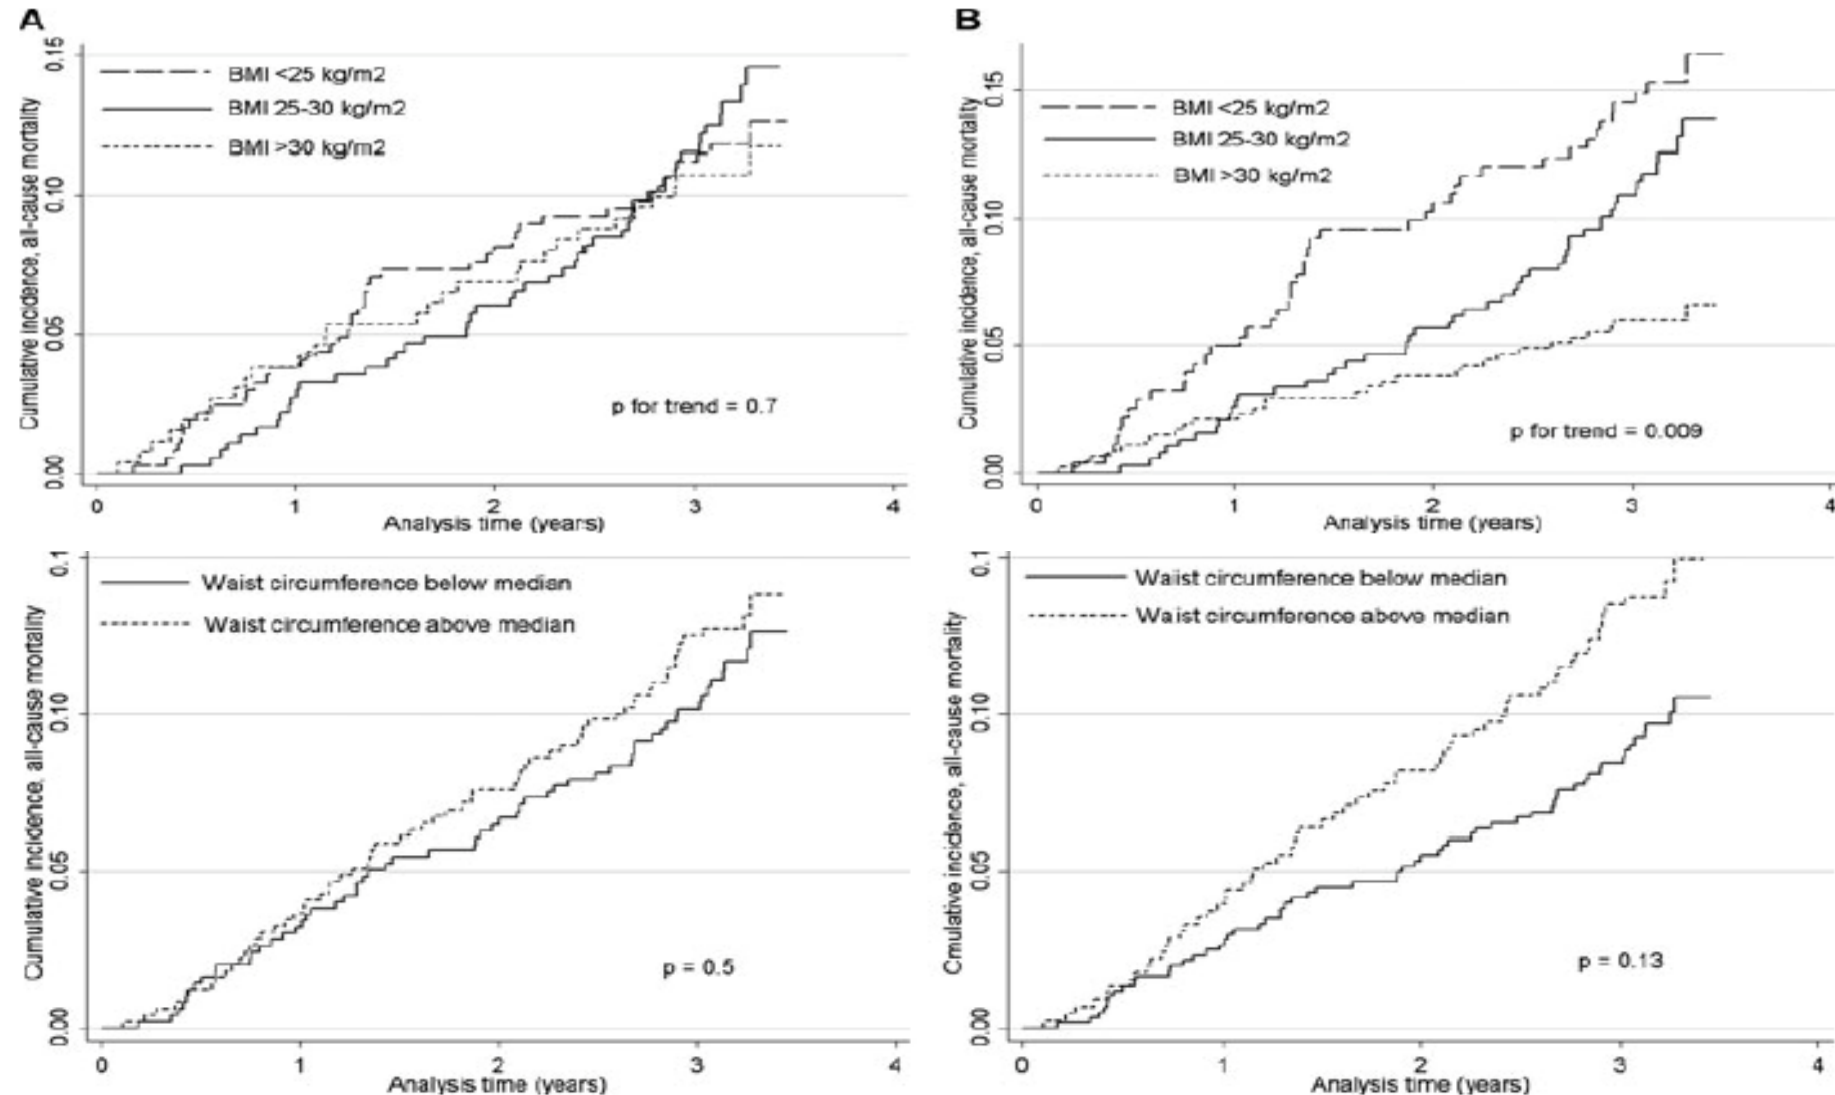 A
Cumulative incidence, all-cause mortality
0.15
0.10
0.05
0.00
BMI <25 kg/m2
BMI 25-30 kg/m2
BMI >30 kg/m2
p for trend = 0.7
0 1 2 3 4
Analysis time (years)
B
Cumulative incidence, all-cause mortality
0.15
0.10
0.05
0.00
BMI <25 kg/m2
BMI 25-30 kg/m2
BMI >30 kg/m2
p for trend = 0.009
0 1 2 3 4
Analysis time (years)
Cumulative incidence, all-cause mortality
0.1
0.10
0.05
0.00
Waist circumference below median
Waist circumference above median
p = 0.5
0 1 2 3 4
Analysis time (years)
Cmulative incidence, all-cause mortality
0.1
0.10
0.05
0.00
Waist circumference below median
Waist circumference above median
p = 0.13
0 1 2 3 4
Analysis time (years)